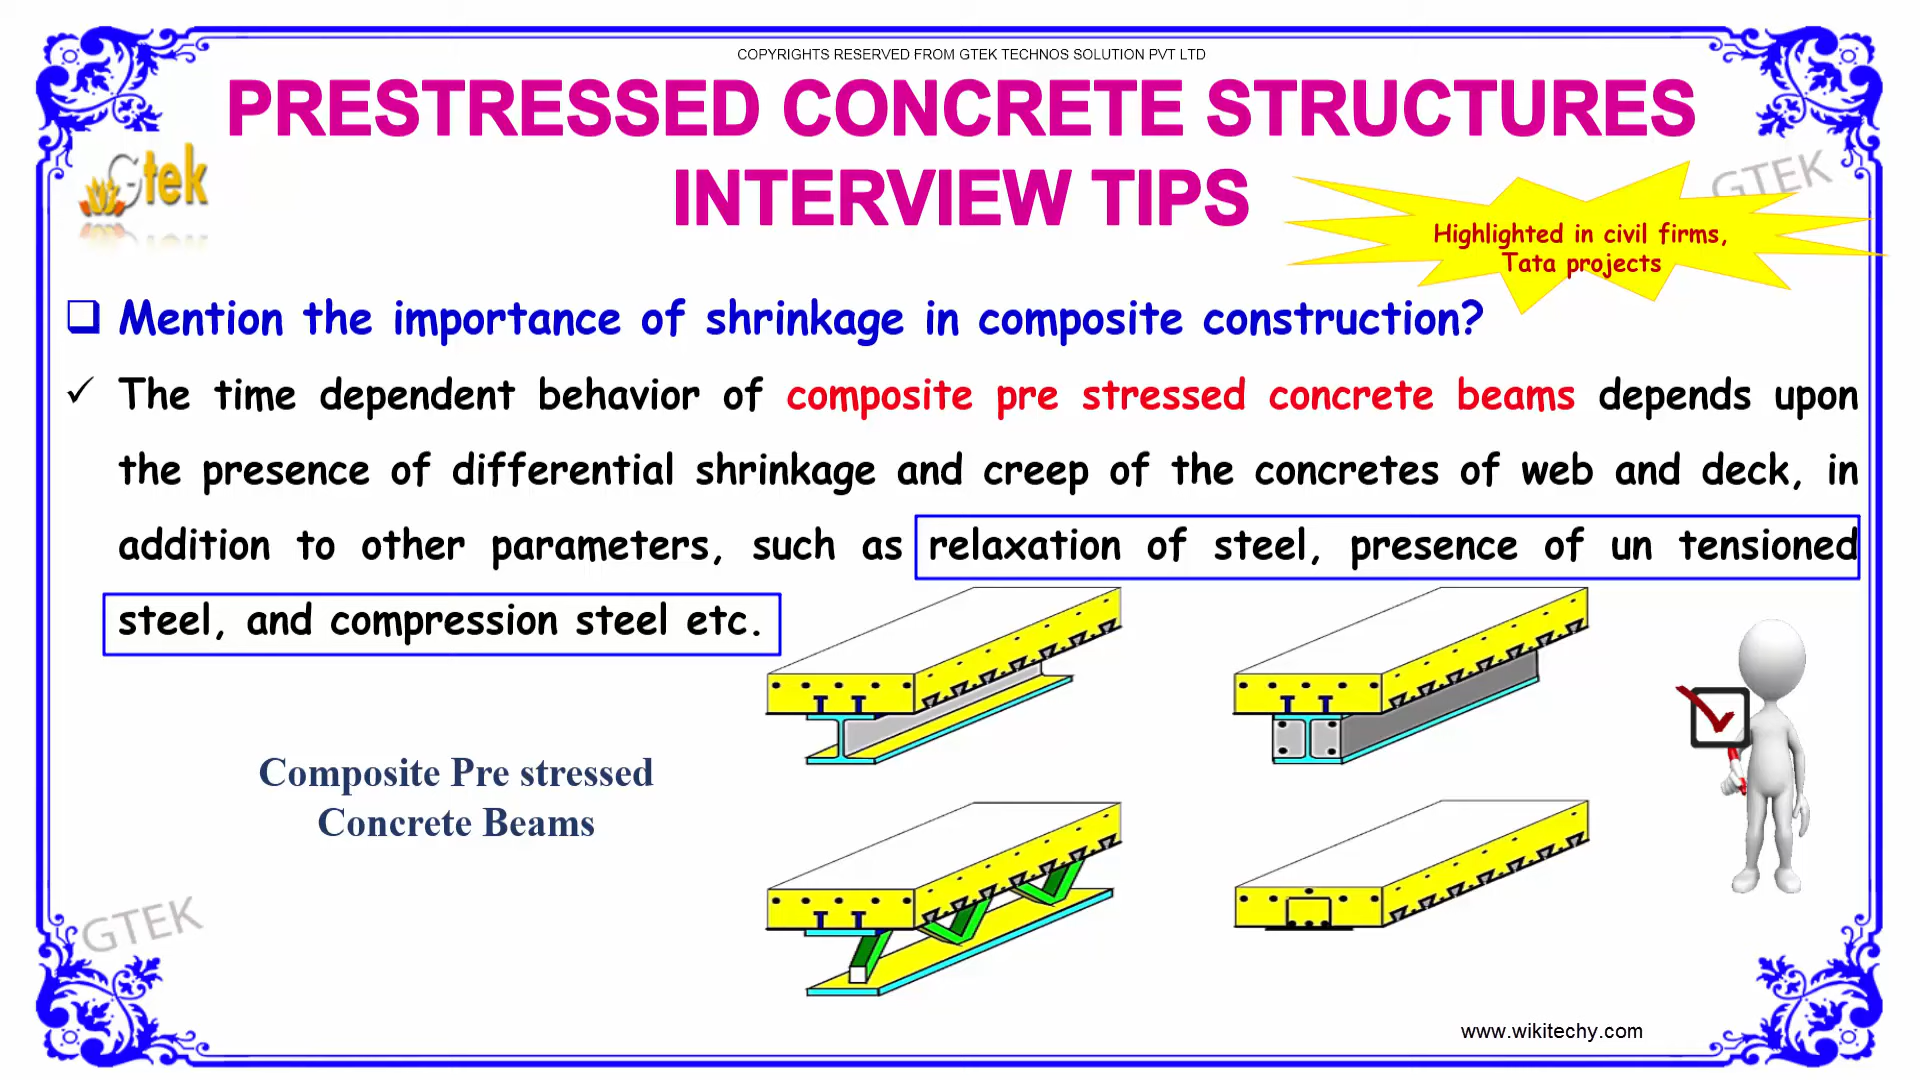 COPYRIGHTS RESERVED FROM GTEK TECHNOS SOLUTION PVT LTD
PRESTRESSED CONCRETE STRUCTURES
INTERVIEW TIPS
Gtek
GTEK
Highlighted in civil firms,
Tata projects
Mention the importance of shrinkage in composite construction?
The time dependent behavior of composite pre stressed concrete beams depends upon
the presence of differential shrinkage and creep of the concretes of web and deck, in
addition to other parameters, such as relaxation of steel, presence of un tensioned
steel, and compression steel etc.
Composite Pre stressed
Concrete Beams
GTEK
www.wikitechy.com